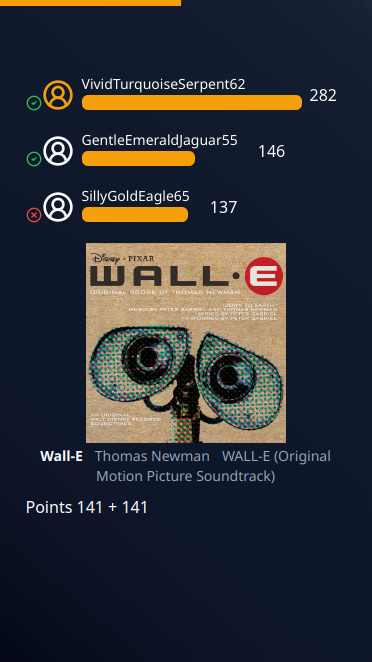 VividTurquoiseSerpent62
282
GentleEmeraldJaguar55
146
SillyGoldEagle65
137
Disney · PIXAR
WALL·E
ORIGINAL SCORE BY THOMAS NEWMAN
"DOWN TO EARTH"
MUSIC BY PETER GABRIEL AND THOMAS NEWMAN
LYRICS BY PETER GABRIEL
PERFORMED BY PETER GABRIEL
AN ORIGINAL
WALT DISNEY RECORDS
SOUNDTRACK
Wall-E Thomas Newman WALL-E (Original
Motion Picture Soundtrack)
Points 141 + 141